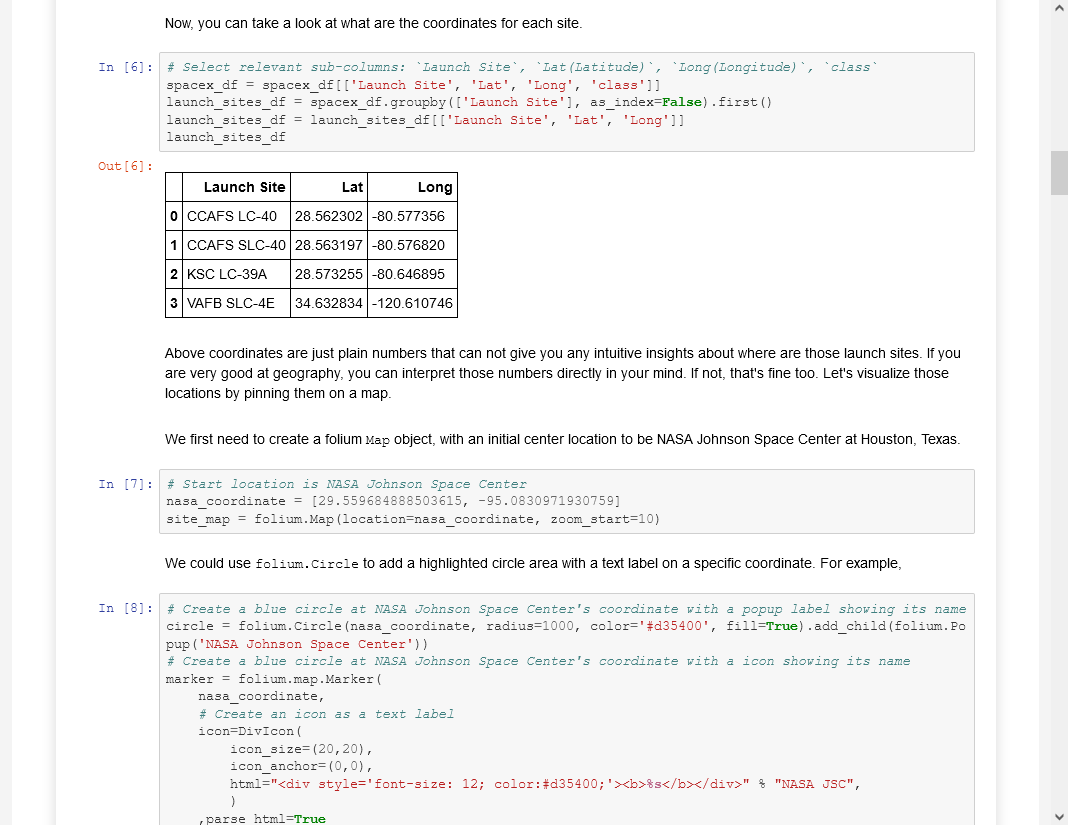 Now, you can take a look at what are the coordinates for each site.
In [6]: # Select relevant sub-columns: `Launch Site`, `Lat(Latitude)`, `Long(Longitude)`, `class`
spacex_df = spacex_df[['Launch Site', 'Lat', 'Long', 'class']]
launch_sites_df = spacex_df.groupby(['Launch Site'], as_index=False).first()
launch_sites_df = launch_sites_df[['Launch Site', 'Lat', 'Long']]
launch_sites_df
Out[6]:
Launch Site Lat Long
0 CCAFS LC-40 28.562302 -80.577356
1 CCAFS SLC-40 28.563197 -80.576820
2 KSC LC-39A 28.573255 -80.646895
3 VAFB SLC-4E 34.632834 -120.610746
Above coordinates are just plain numbers that can not give you any intuitive insights about where are those launch sites. If you
are very good at geography, you can interpret those numbers directly in your mind. If not, that's fine too. Let's visualize those
locations by pinning them on a map.
We first need to create a folium Map object, with an initial center location to be NASA Johnson Space Center at Houston, Texas.
In [7]: # Start location is NASA Johnson Space Center
nasa_coordinate = [29.559684888503615, -95.0830971930759]
site_map = folium.Map(location=nasa_coordinate, zoom_start=10)
We could use folium.Circle to add a highlighted circle area with a text label on a specific coordinate. For example,
In [8]: # Create a blue circle at NASA Johnson Space Center's coordinate with a popup label showing its name
circle = folium.Circle(nasa_coordinate, radius=1000, color='#d35400', fill=True).add_child(folium.Po
pup('NASA Johnson Space Center'))
# Create a blue circle at NASA Johnson Space Center's coordinate with a icon showing its name
marker = folium.map.Marker(
nasa_coordinate,
# Create an icon as a text label
icon=DivIcon(
icon_size=(20,20),
icon_anchor=(0,0),
html="<div style='font-size: 12; color:#d35400;'><b>%s</b></div>" % "NASA JSC",
)
,parse_html=True